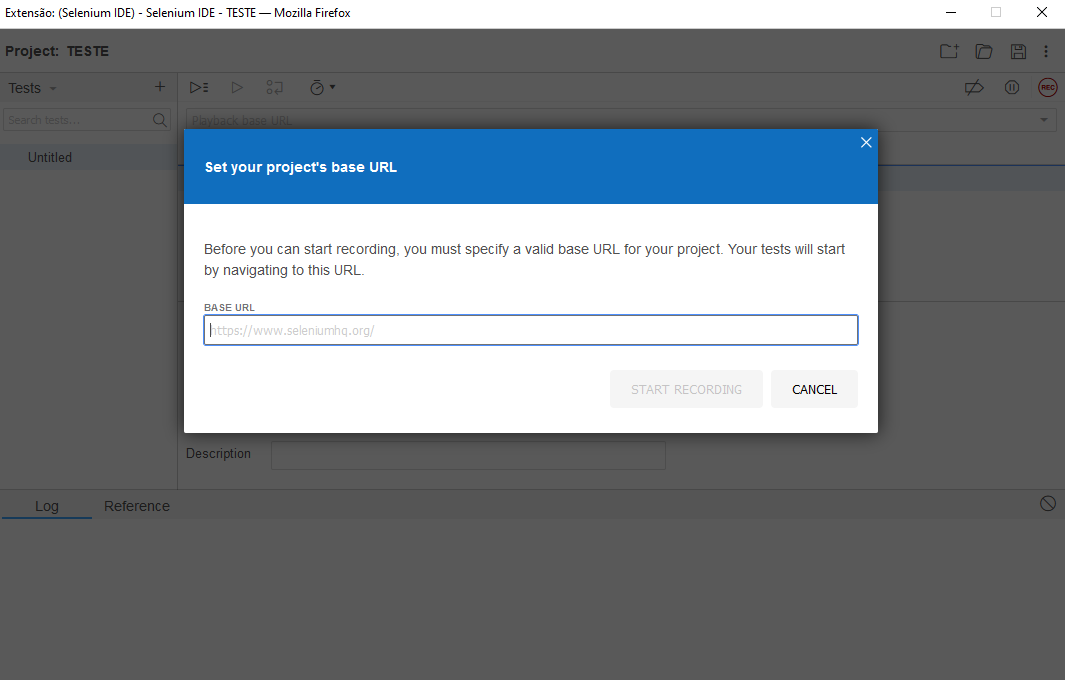 Extensão: (Selenium IDE) - Selenium IDE - TESTE — Mozilla Firefox
Project: TESTE
Tests
Search tests...
Playback base URL
REC
Untitled
Set your project's base URL
Before you can start recording, you must specify a valid base URL for your project. Your tests will start
by navigating to this URL.
BASE URL
https://www.seleniumhq.org/
START RECORDING
CANCEL
Description
Log
Reference